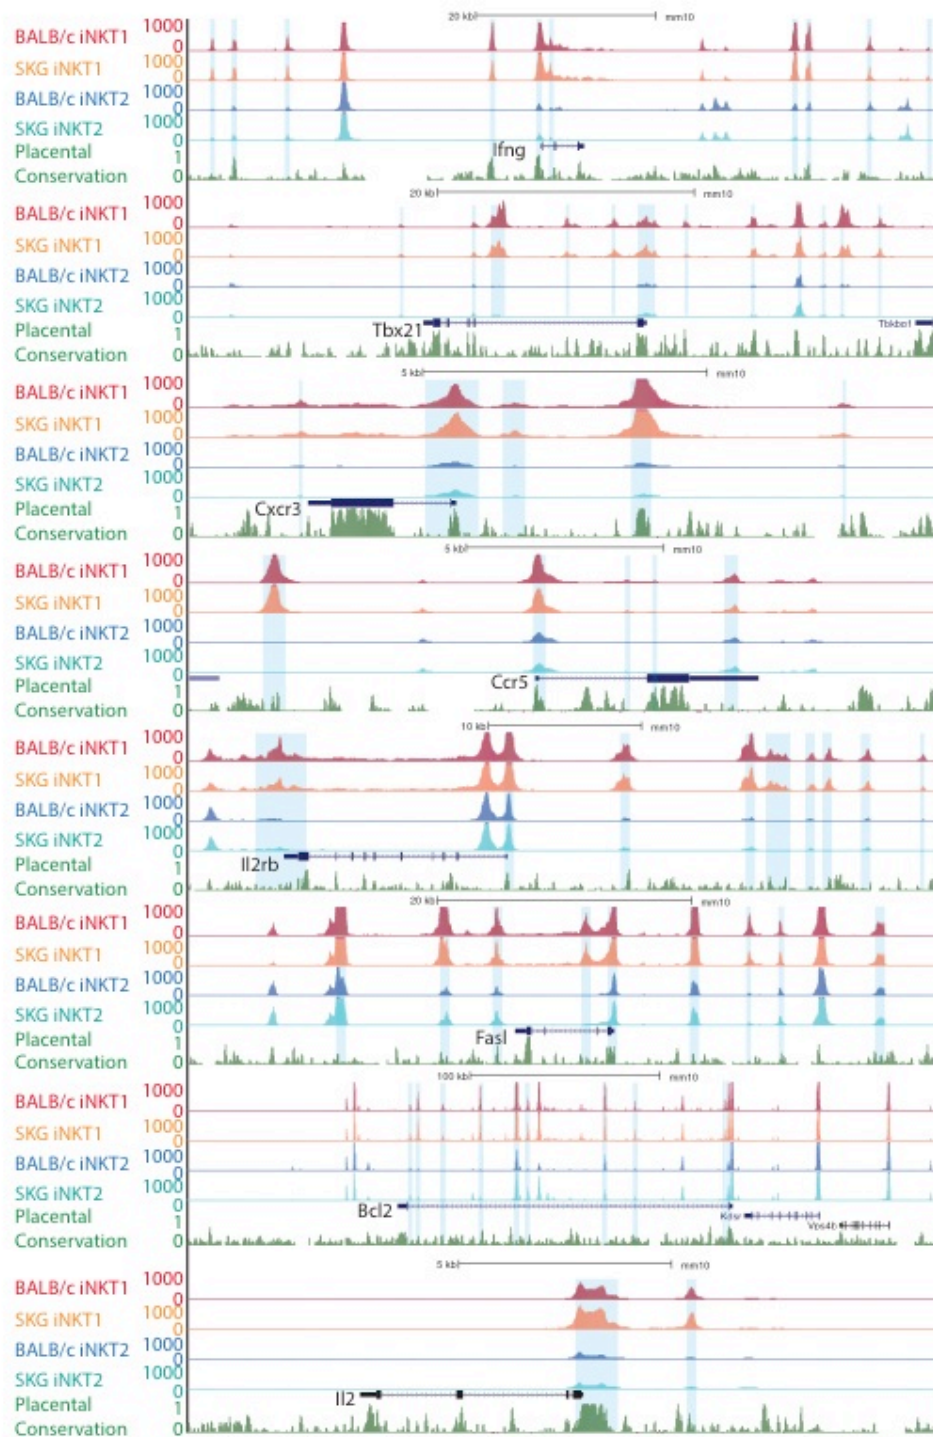 20 kb mm10
BALB/c iNKT1 1000 0
SKG iNKT1 1000 0
BALB/c iNKT2 1000 0
SKG iNKT2 1000 0
Placental 1
Conservation 0
Ifng
20 kb mm10
BALB/c iNKT1 1000 0
SKG iNKT1 1000 0
BALB/c iNKT2 1000 0
SKG iNKT2 1000 0
Placental 1
Conservation 0
Tbx21
5 kb mm10
BALB/c iNKT1 1000 0
SKG iNKT1 1000 0
BALB/c iNKT2 1000 0
SKG iNKT2 1000 0
Placental 1
Conservation 0
Cxcr3
5 kb mm10
BALB/c iNKT1 1000 0
SKG iNKT1 1000 0
BALB/c iNKT2 1000 0
SKG iNKT2 1000 0
Placental 1
Conservation 0
Ccr5
10 kb mm10
BALB/c iNKT1 1000 0
SKG iNKT1 1000 0
BALB/c iNKT2 1000 0
SKG iNKT2 1000 0
Placental 1
Conservation 0
Il2rb
20 kb mm10
BALB/c iNKT1 1000 0
SKG iNKT1 1000 0
BALB/c iNKT2 1000 0
SKG iNKT2 1000 0
Placental 1
Conservation 0
Fasl
100 kb mm10
BALB/c iNKT1 1000 0
SKG iNKT1 1000 0
BALB/c iNKT2 1000 0
SKG iNKT2 1000 0
Placental 1
Conservation 0
Bcl2 Kdsr Vps4b
5 kb mm10
BALB/c iNKT1 1000 0
SKG iNKT1 1000 0
BALB/c iNKT2 1000 0
SKG iNKT2 1000 0
Placental 1
Conservation 0
Il2